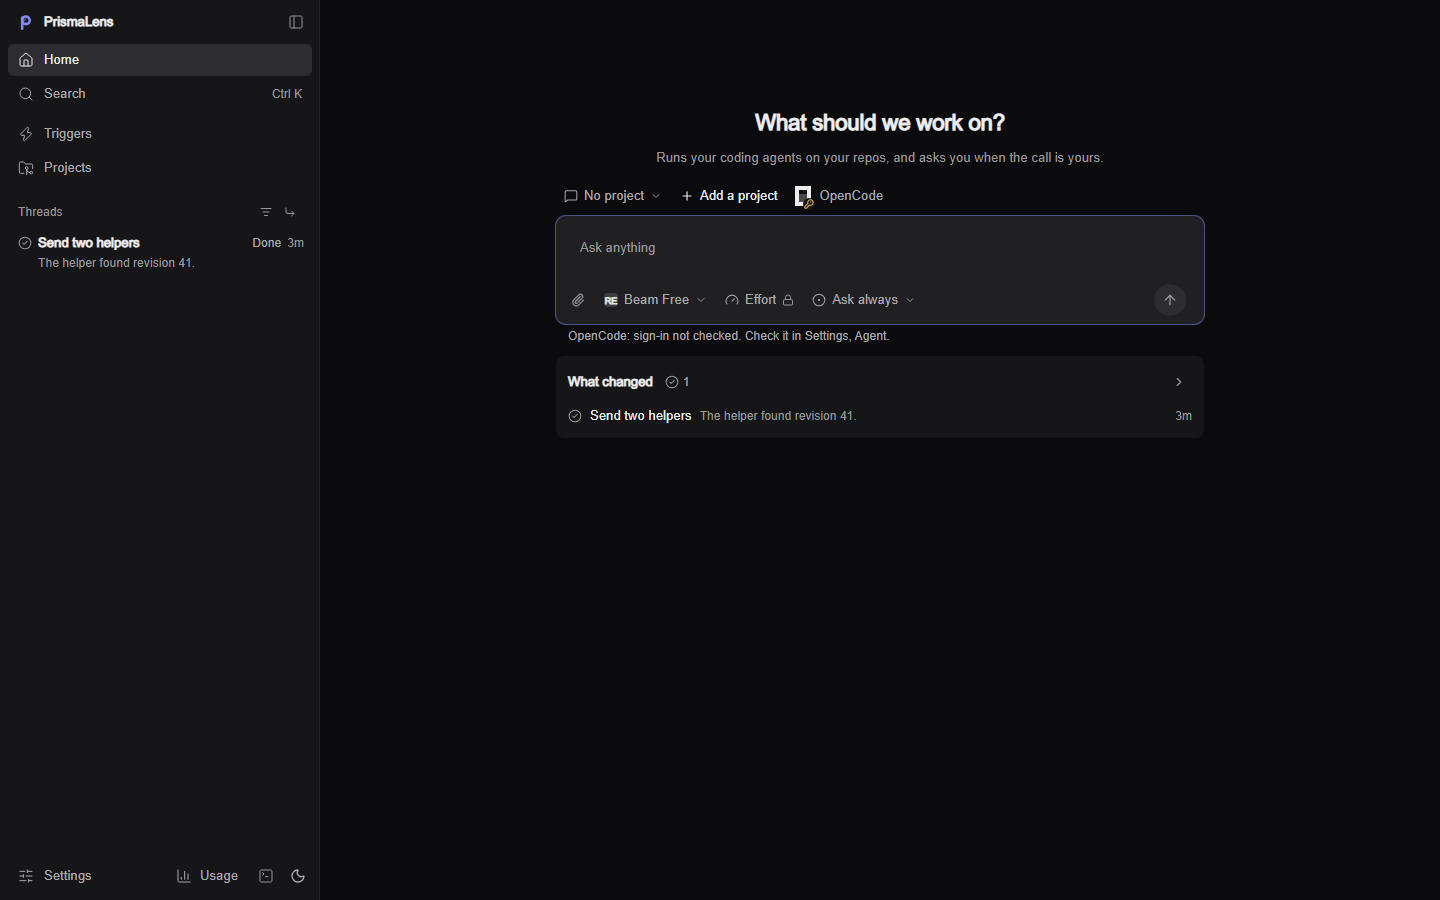 PrismaLens
Home
Search Ctrl K
Triggers
Projects
Threads
Send two helpers Done 3m
The helper found revision 41.
Settings Usage
What should we work on?
Runs your coding agents on your repos, and asks you when the call is yours.
No project Add a project OpenCode
Ask anything
RE Beam Free Effort Ask always
OpenCode: sign-in not checked. Check it in Settings, Agent.
What changed 1
Send two helpers The helper found revision 41. 3m